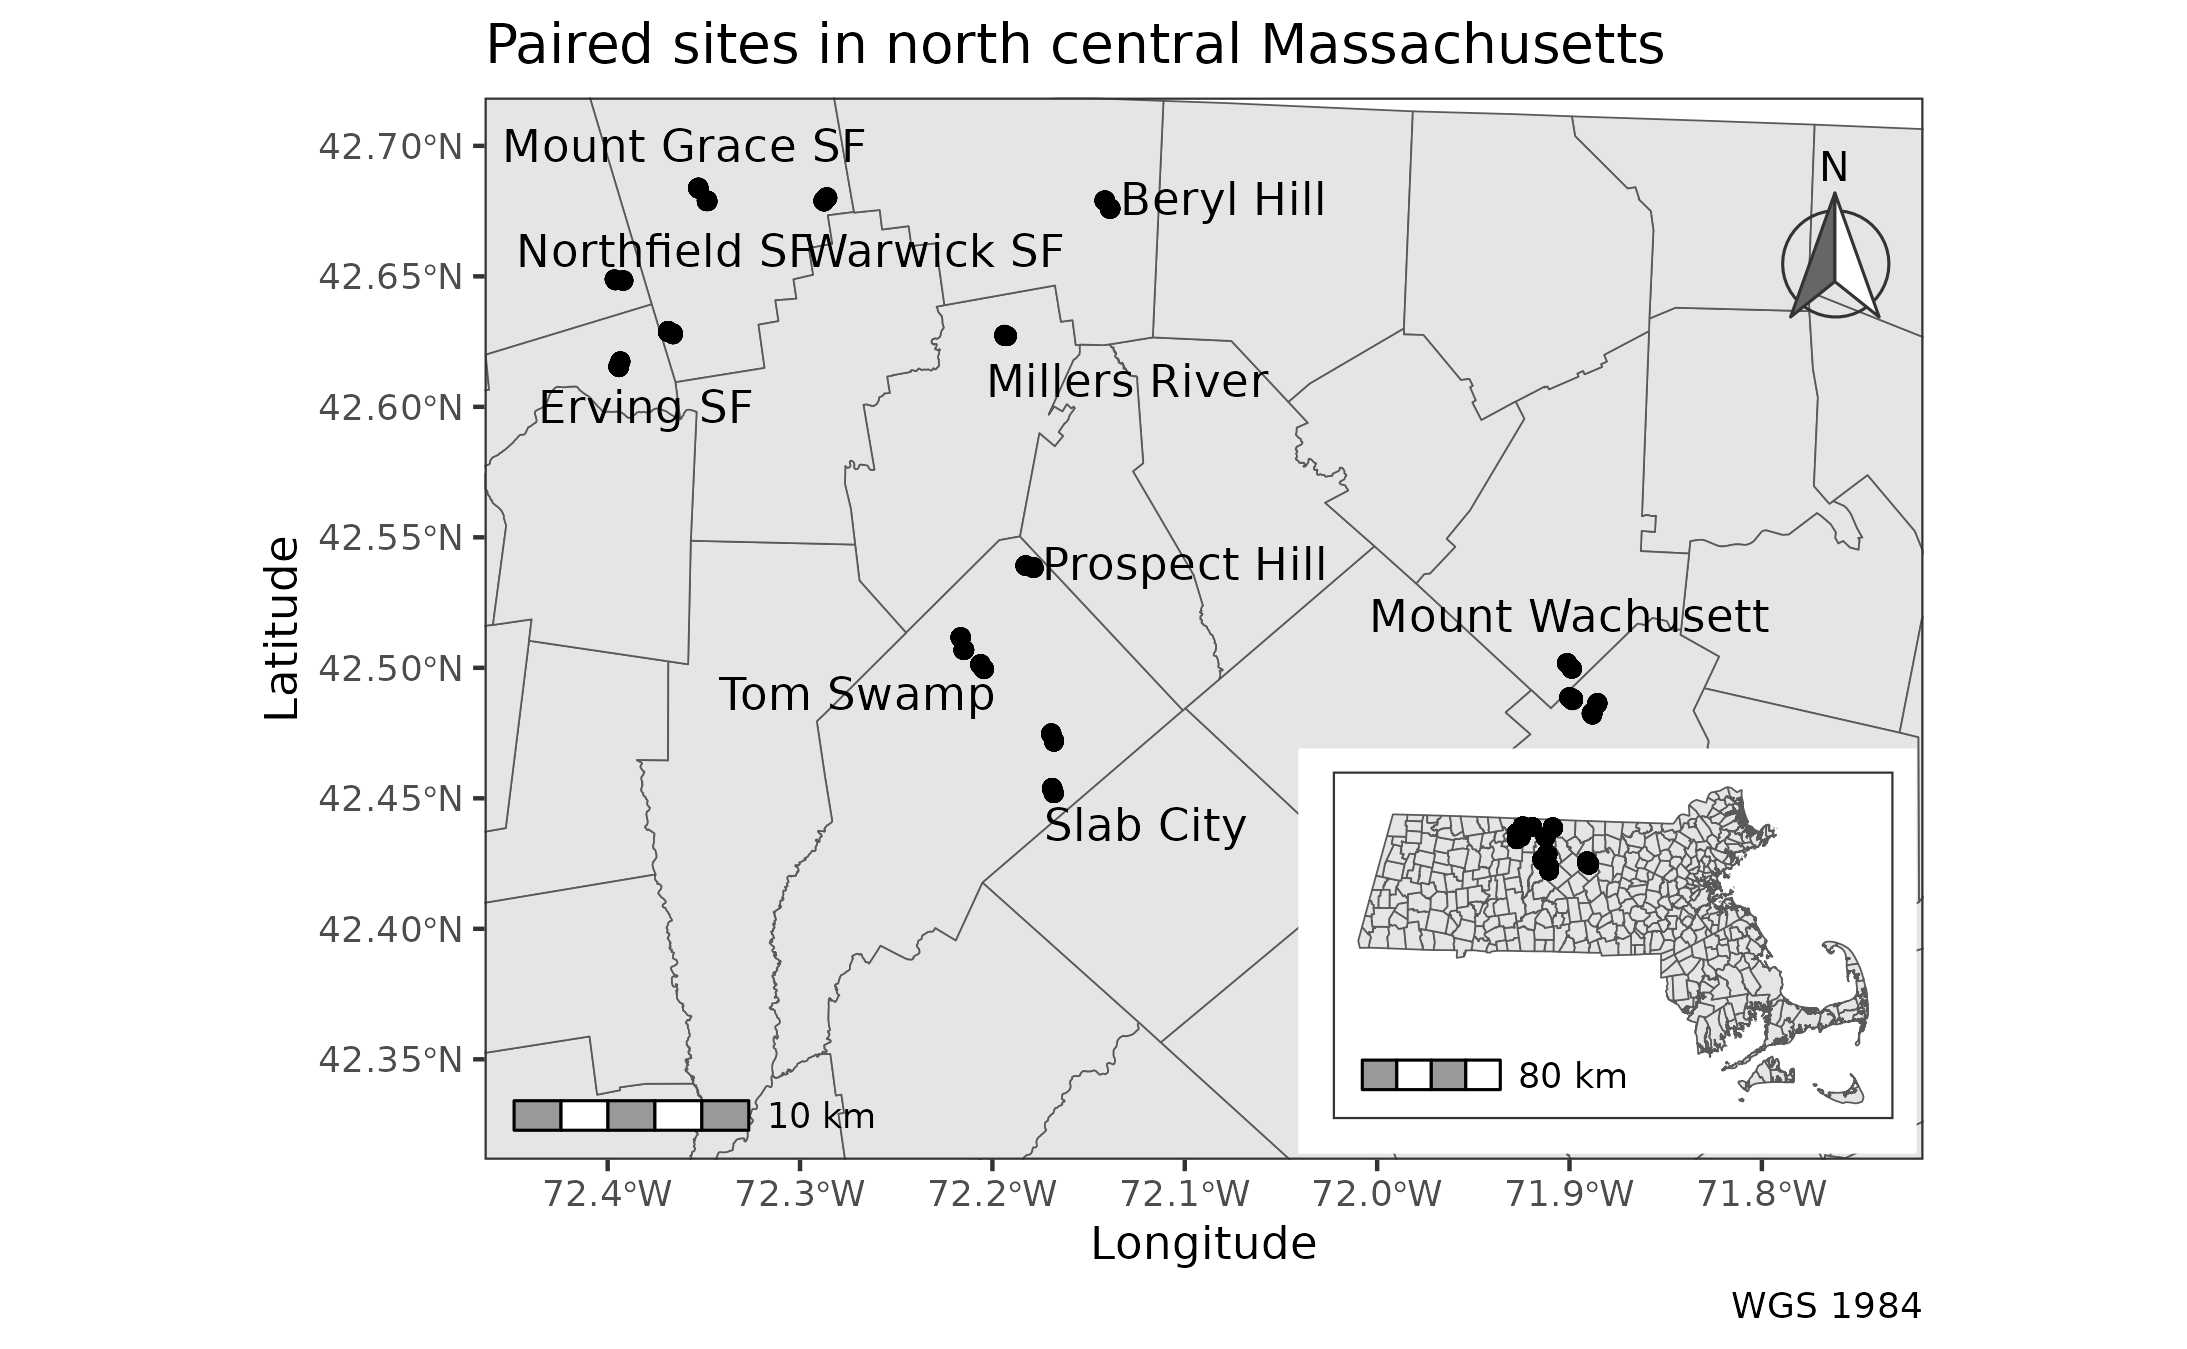 Paired sites in north central Massachusetts
42.70°N
42.65°N
42.60°N
42.55°N
42.50°N
42.45°N
42.40°N
42.35°N
Latitude
Mount Grace SF
Beryl Hill
N
Northfield SF
Warwick SF
Millers River
Erving SF
Prospect Hill
Mount Wachusett
Tom Swamp
Slab City
80 km
10 km
72.4°W
72.3°W
72.2°W
72.1°W
72.0°W
71.9°W
71.8°W
Longitude
WGS 1984